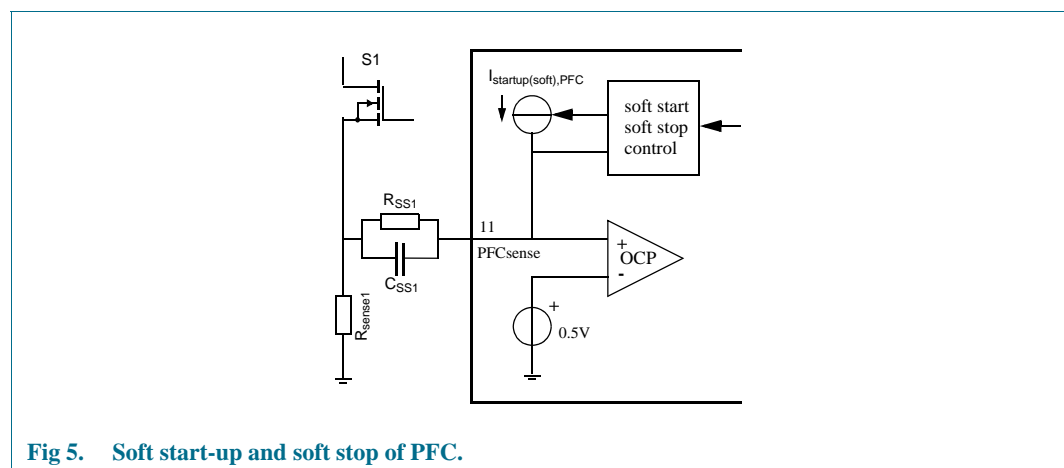 S1
Istartup(soft),PFC
soft start
soft stop
control
RSS1
11
PFCsense
CSS1
+
OCP
-
Rsense1
+
0.5V
Fig 5. Soft start-up and soft stop of PFC.